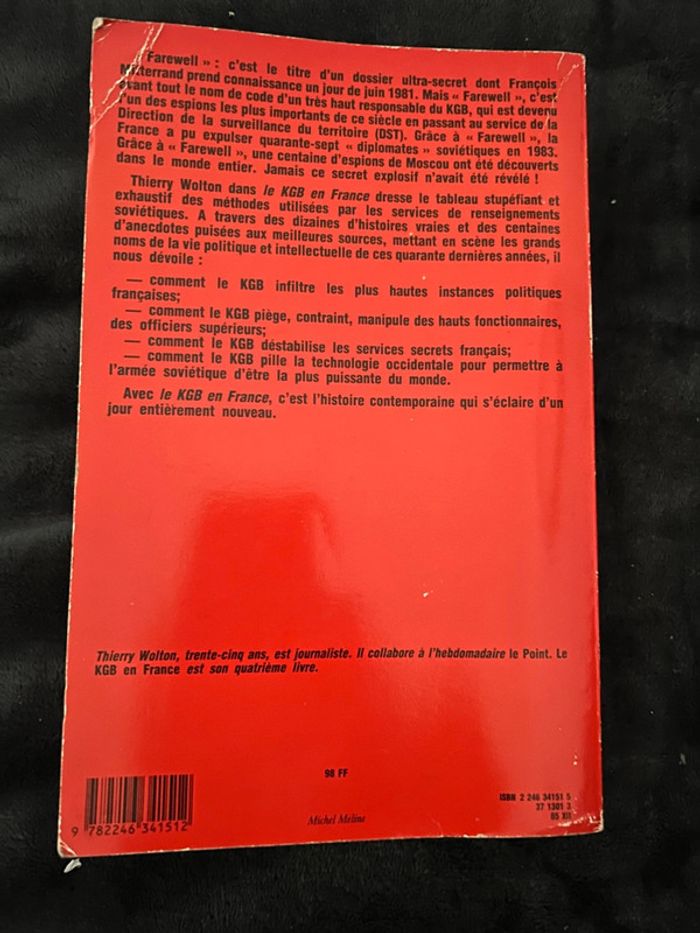 Farewell » : c'est le titre d'un dossier ultra-secret dont François
Mitterrand prend connaissance un jour de juin 1981. Mais « Farewell », c'est
avant tout le nom de code d'un très haut responsable du KGB, qui est devenu
l'un des espions les plus importants de ce siècle en passant au service de la
Direction de la surveillance du territoire (DST). Grâce à « Farewell », la
France a pu expulser quarante-sept « diplomates » soviétiques en 1983.
Grâce à « Farewell », une centaine d'espions de Moscou ont été découverts
dans le monde entier. Jamais ce secret explosif n'avait été révélé !
Thierry Wolton dans le KGB en France dresse le tableau stupéfiant et
exhaustif des méthodes utilisées par les services de renseignements
soviétiques. A travers des dizaines d'histoires vraies et des centaines
d'anecdotes puisées aux meilleures sources, mettant en scène les grands
noms de la vie politique et intellectuelle de ces quarante dernières années, il
nous dévoile :
— comment le KGB infiltre les plus hautes instances politiques
françaises;
— comment le KGB piège, contraint, manipule des hauts fonctionnaires,
des officiers supérieurs;
— comment le KGB déstabilise les services secrets français;
— comment le KGB pille la technologie occidentale pour permettre à
l'armée soviétique d'être la plus puissante du monde.
Avec le KGB en France, c'est l'histoire contemporaine qui s'éclaire d'un
jour entièrement nouveau.
Thierry Wolton, trente-cinq ans, est journaliste. Il collabore à l'hebdomadaire le Point. Le
KGB en France est son quatrième livre.
98 FF
ISBN 2 246 34151 5
37 1301 3
85 XII
9 782246 341512
Michel Meline